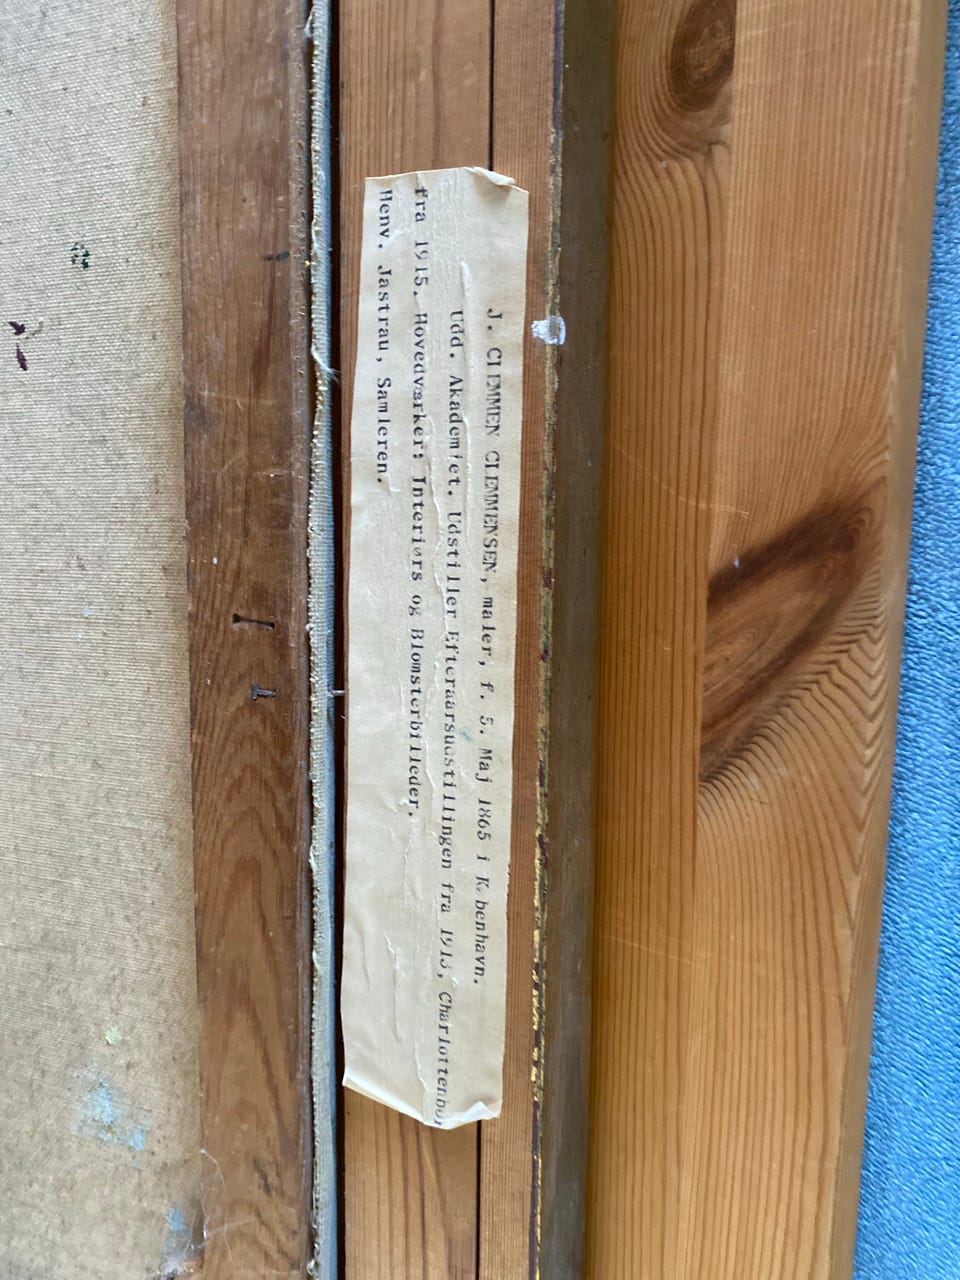 J. CLEMMEN CLEMMENSEN, maler, f. 5. Maj 1865 i København.
Udd. Akademiet. Udstiller Efteraarsudstillingen fra 1913, Charlottenbor
fra 1915. Hovedværker: Interiørs og Blomsterbilleder.
Henv. Jastrau, Samleren.